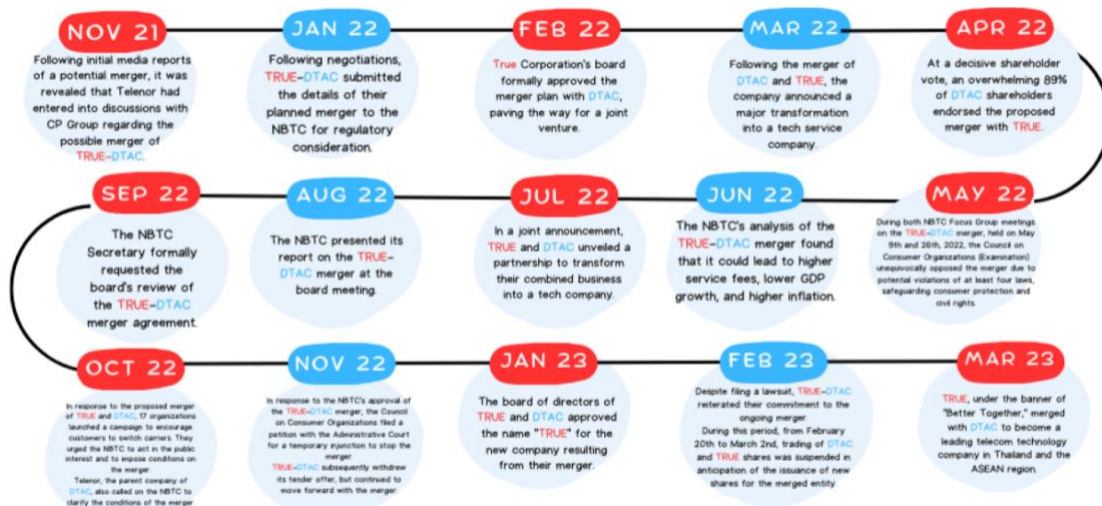 NOV 21
Following initial media reports
of a potential merger, it was
revealed that Telenor had
entered into discussions with
CP Group regarding the
possible merger of
TRUE-DTAC.
JAN 22
Following negotiations,
TRUE-DTAC submitted
the details of their
planned merger to the
NBTC for regulatory
consideration.
FEB 22
True Corporation's board
formally approved the
merger plan with DTAC,
paving the way for a joint
venture.
MAR 22
Following the merger of
DTAC and TRUE, the
company announced a
major transformation
into a tech service
company.
APR 22
At a decisive shareholder
vote, an overwhelming 89%
of DTAC shareholders
endorsed the proposed
merger with TRUE.
MAY 22
During both NBTC Focus Group meetings
on the TRUE-DTAC merger, held on May
9th and 26th, 2022, the Council on
Consumer Organizations (Examination)
unequivocally opposed the merger due to
potential violations of at least four laws,
safeguarding consumer protection and
civil rights.
JUN 22
The NBTC's analysis of the
TRUE-DTAC merger found
that it could lead to higher
service fees, lower GDP
growth, and higher inflation.
JUL 22
In a joint announcement,
TRUE and DTAC unveiled a
partnership to transform
their combined business
into a tech company.
AUG 22
The NBTC presented its
report on the TRUE-
DTAC merger at the
board meeting.
SEP 22
The NBTC
Secretary formally
requested the
board's review of
the TRUE-DTAC
merger agreement.
OCT 22
In response to the proposed merger
of TRUE and DTAC, 17 organizations
launched a campaign to encourage
customers to switch carriers. They
urged the NBTC to act in the public
interest and to impose conditions on
the merger
Telenor, the parent company of
DTAC, also called on the NBTC to
clarify the conditions of the merger
NOV 22
In response to the NBTC's approval of
the TRUE-DTAC merger, the Council
on Consumer Organizations filed a
petition with the Administrative Court
for a temporary injunction to stop the
merger.
TRUE-DTAC subsequently withdrew
its tender offer, but continued to
move forward with the merger.
JAN 23
The board of directors of
TRUE and DTAC approved
the name "TRUE" for the
new company resulting
from their merger.
FEB 23
Despite filing a lawsuit, TRUE-DTAC
reiterated their commitment to the
ongoing merger.
During this period, from February
20th to March 2nd, trading of DTAC
and TRUE shares was suspended in
anticipation of the issuance of new
shares for the merged entity.
MAR 23
TRUE, under the banner of
"Better Together," merged
with DTAC to become a
leading telecom technology
company in Thailand and the
ASEAN region.